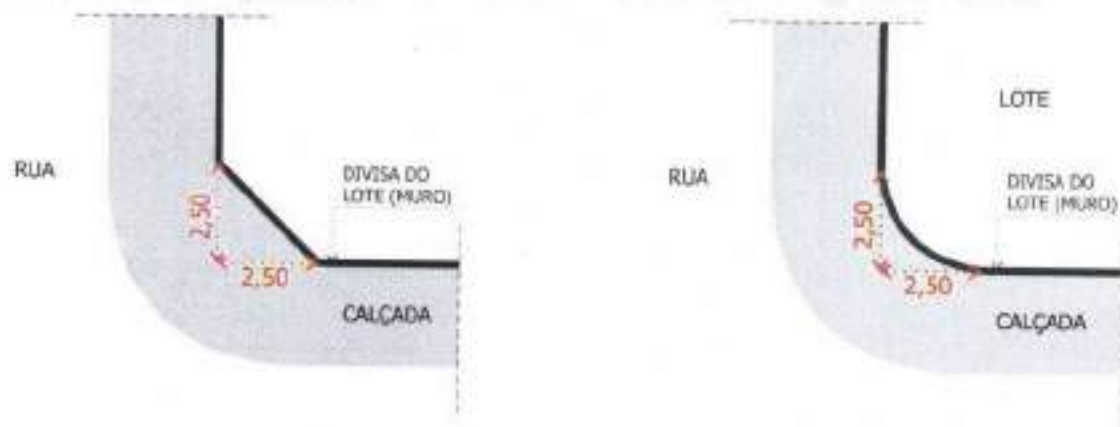 RUA
DIVISA DO
LOTE (MURO)
2,50
2,50
CALÇADA
LOTE
RUA
DIVISA DO
LOTE (MURO)
2,50
2,50
CALÇADA